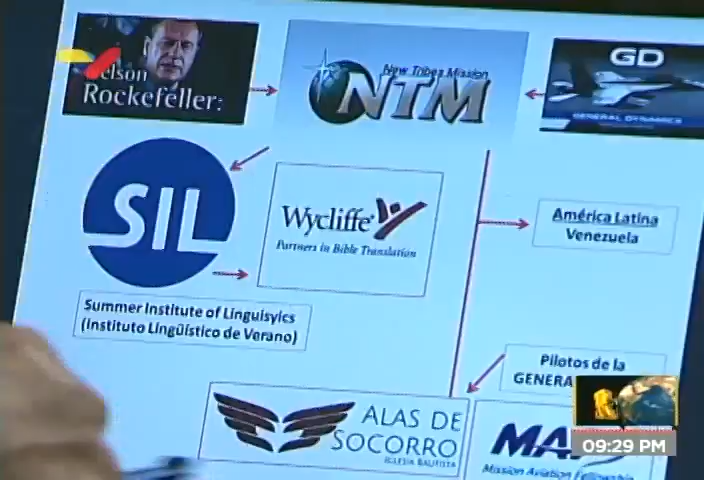 Nelson
Rockefeller:
New Tribes Mission
NTM
GD
GENERAL DYNAMICS
SIL
Wycliffe
Partners in Bible Translation
América Latina
Venezuela
Summer Institute of Linguisyics
(Instituto Lingüístico de Verano)
Pilotos de la
ALAS DE
SOCORRO
IGLESIA BAUTISTA
Mission Aviation Fellowship
09:29 PM